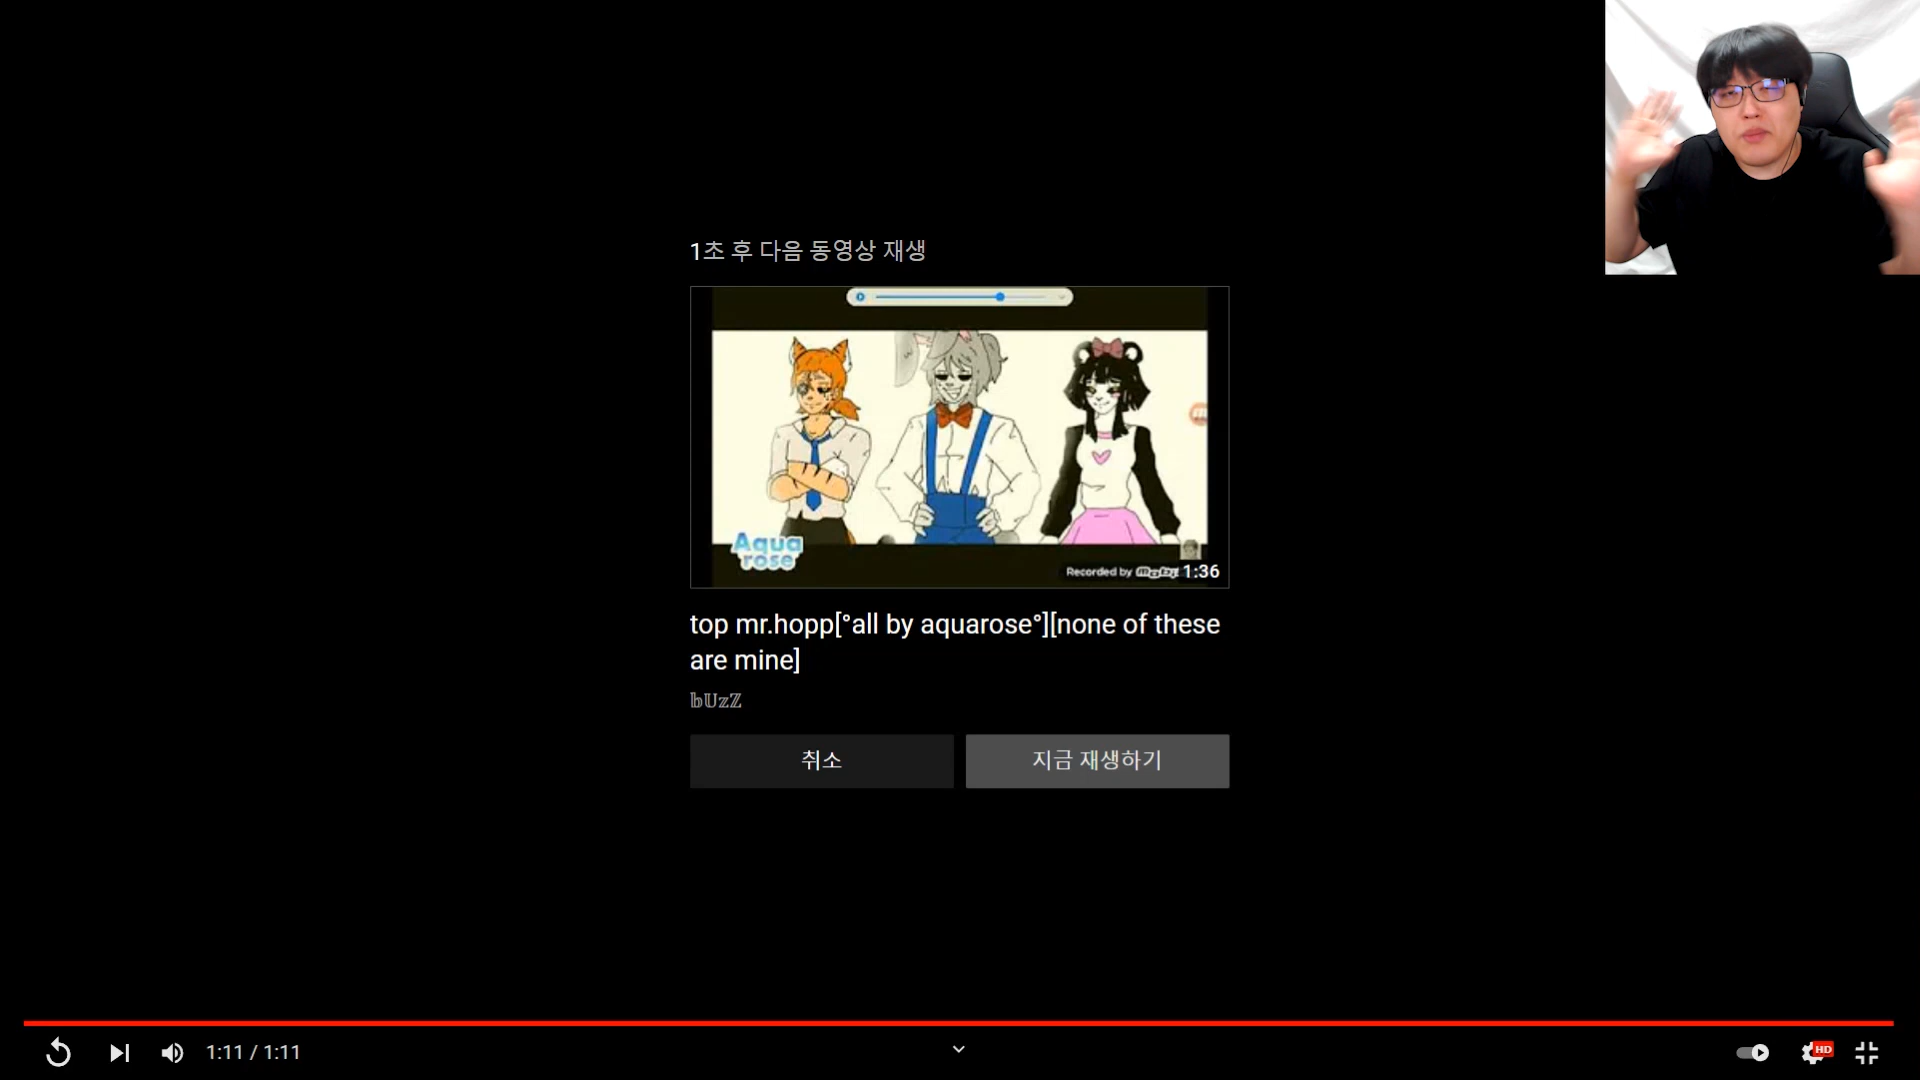 1초 후 다음 동영상 재생
Aqua
rose
Recorded by
1:36
top mr.hopp[°all by aquarose°][none of these
are mine]
𝕓𝕌𝕫ℤ
취소
지금 재생하기
1:11 / 1:11
HD